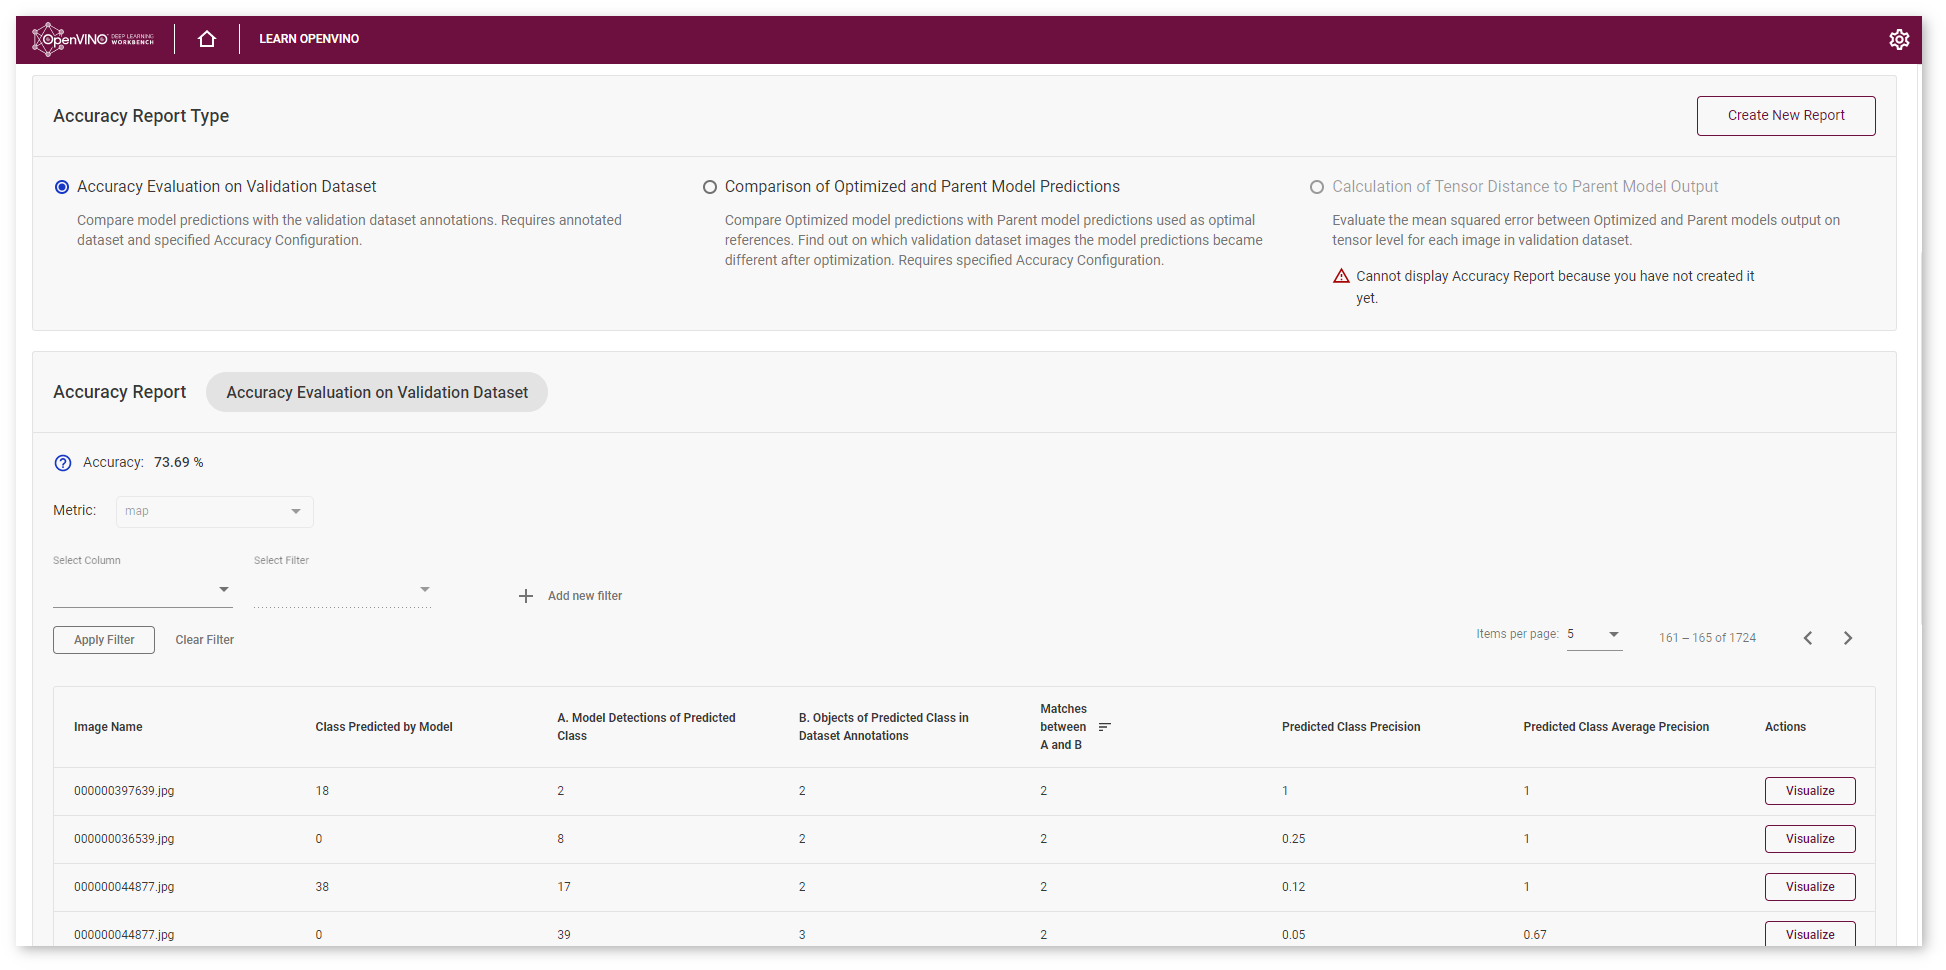 OpenVINO DEEP LEARNING WORKBENCH
LEARN OPENVINO
Accuracy Report Type
Create New Report
Accuracy Evaluation on Validation Dataset
Compare model predictions with the validation dataset annotations. Requires annotated
dataset and specified Accuracy Configuration.
Comparison of Optimized and Parent Model Predictions
Compare Optimized model predictions with Parent model predictions used as optimal
references. Find out on which validation dataset images the model predictions became
different after optimization. Requires specified Accuracy Configuration.
Calculation of Tensor Distance to Parent Model Output
Evaluate the mean squared error between Optimized and Parent models output on
tensor level for each image in validation dataset.
Cannot display Accuracy Report because you have not created it
yet.
Accuracy Report Accuracy Evaluation on Validation Dataset
Accuracy: 73.69 %
Metric: map
Select Column Select Filter
Add new filter
Apply Filter Clear Filter
Items per page: 5 161 – 165 of 1724
Image Name
Class Predicted by Model
A. Model Detections of Predicted
Class
B. Objects of Predicted Class in
Dataset Annotations
Matches
between
A and B
Predicted Class Precision
Predicted Class Average Precision
Actions
000000397639.jpg 18 2 2 2 1 1 Visualize
000000036539.jpg 0 8 2 2 0.25 1 Visualize
000000044877.jpg 38 17 2 2 0.12 1 Visualize
000000044877.jpg 0 39 3 2 0.05 0.67 Visualize